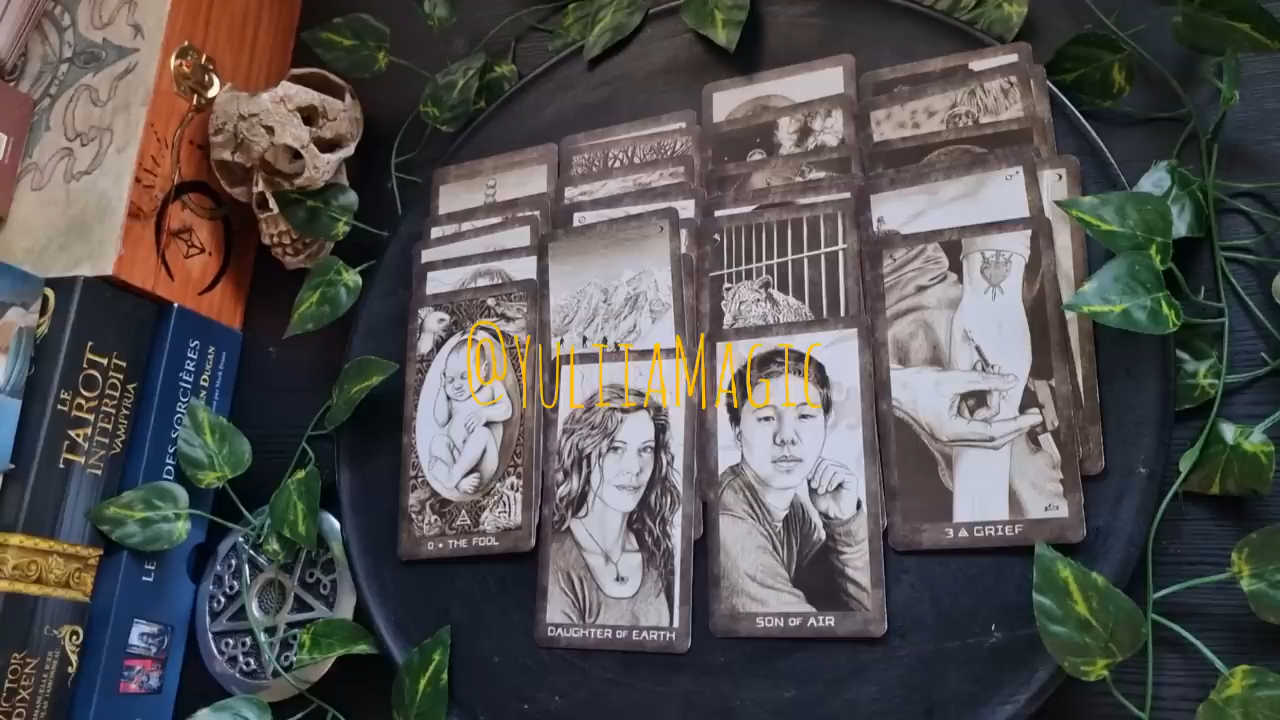 LE
TAROT
INTERDIT
VAMPYRIA
VICTOR
DIXEN
DES SORCIÈRES
N DUGAN
LE
@YuliiaMagic
0 • THE FOOL
DAUGHTER OF EARTH
SON OF AIR
3 🜁 GRIEF